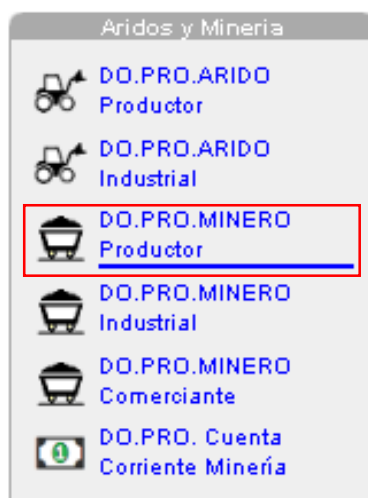 Aridos y Mineria
DO.PRO.ARIDO
Productor
DO.PRO.ARIDO
Industrial
DO.PRO.MINERO
Productor
DO.PRO.MINERO
Industrial
DO.PRO.MINERO
Comerciante
1
DO.PRO. Cuenta
Corriente Minería